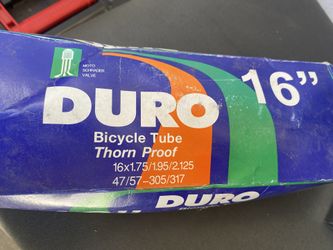 MOTO
SCHRADER
VALVE
DURO
16”
Bicycle Tube
Thorn Proof
16x1.75/1.95/2.125
47/57-305/317
DURO